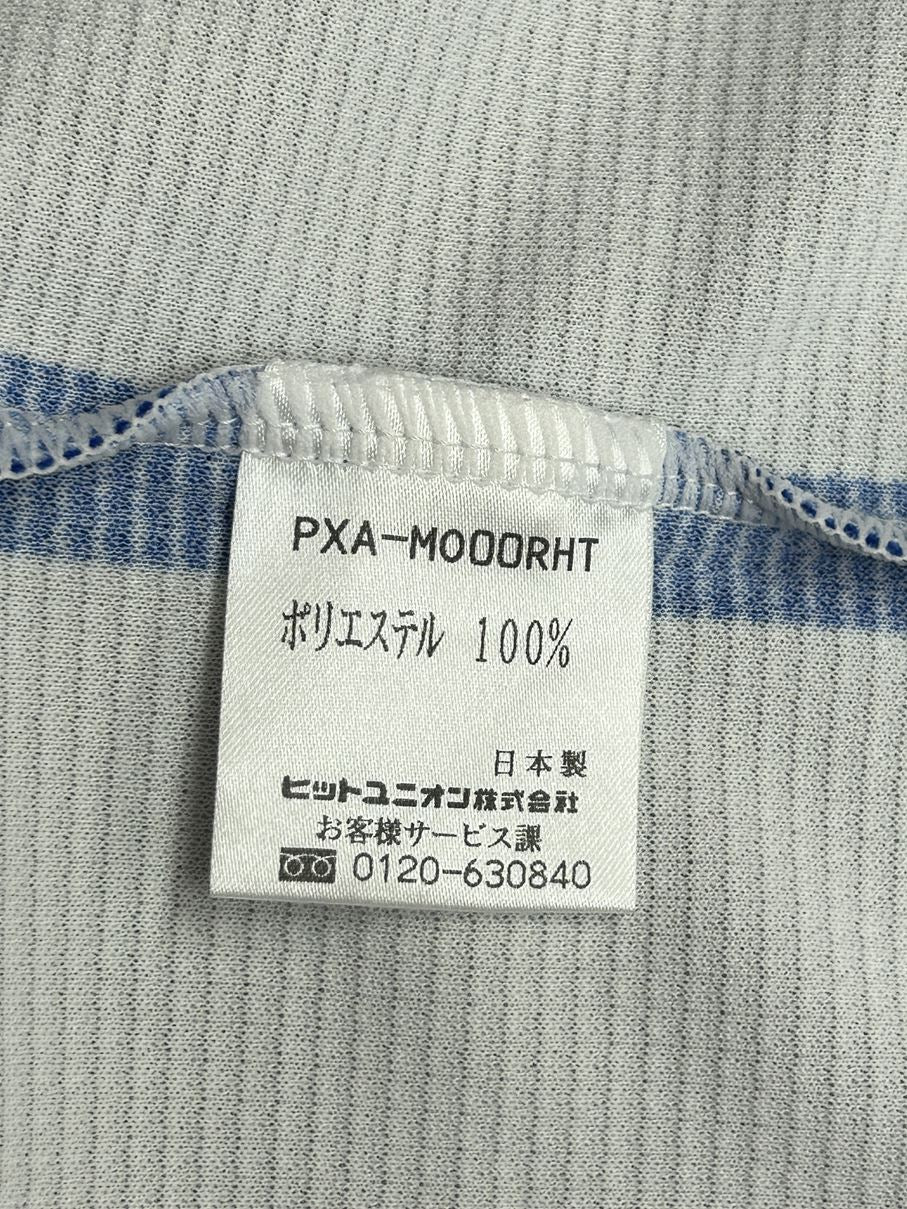 PXA-M000RHT
ポリエステル 100%
日本製
ヒットユニオン株式会社
お客様サービス課
0120-630840